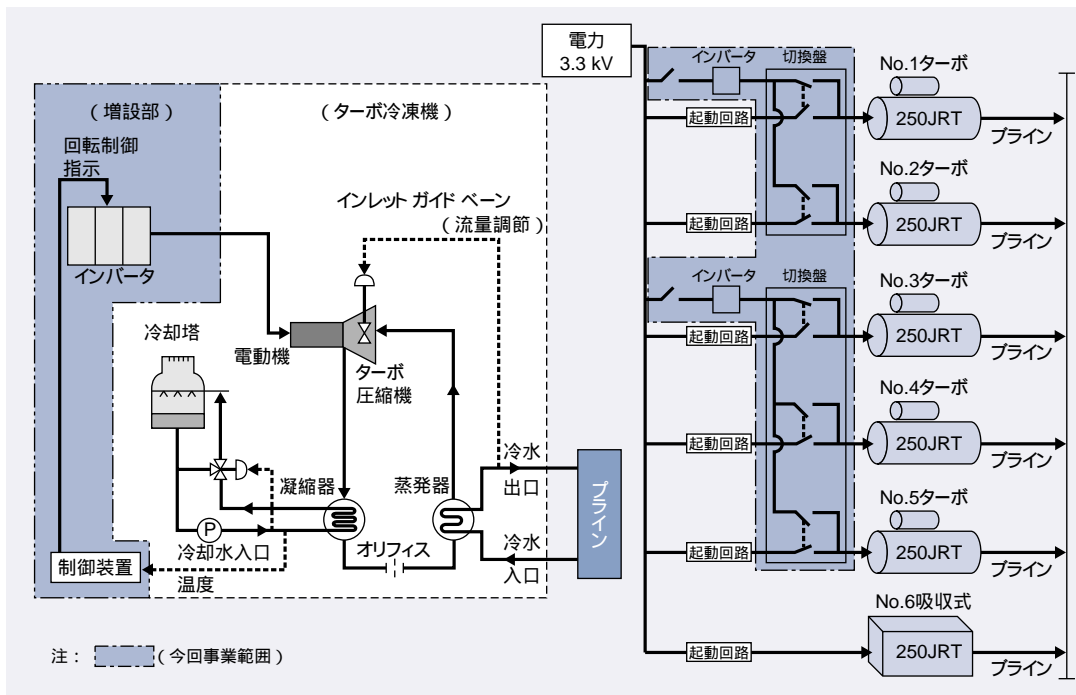 電力
3.3 kV
(増設部)
回転制御
指示
インバータ
(ターボ冷凍機)
インレット ガイド ベーン
(流量調節)
冷却塔
電動機
ターボ
圧縮機
凝縮器
蒸発器
冷水
出口
P
冷却水入口
オリフィス
冷水
入口
ブライン
制御装置
温度
注:
(今回事業範囲)
インバータ
切換盤
No.1ターボ
起動回路
250JRT
ブライン
No.2ターボ
起動回路
250JRT
ブライン
インバータ
切換盤
No.3ターボ
起動回路
250JRT
ブライン
No.4ターボ
起動回路
250JRT
ブライン
No.5ターボ
起動回路
250JRT
ブライン
No.6吸収式
起動回路
250JRT
ブライン